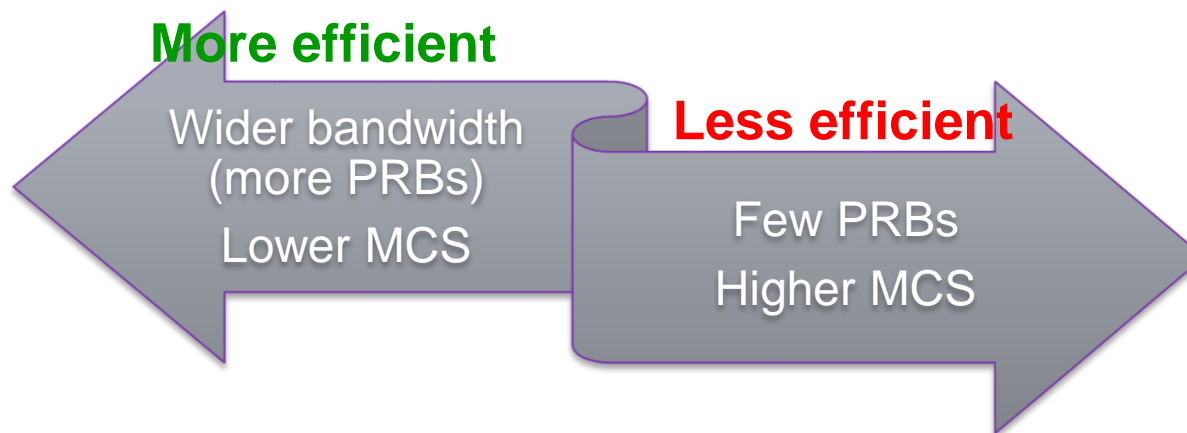 More efficient
Wider bandwidth
(more PRBs)
Lower MCS
Less efficient
Few PRBs
Higher MCS